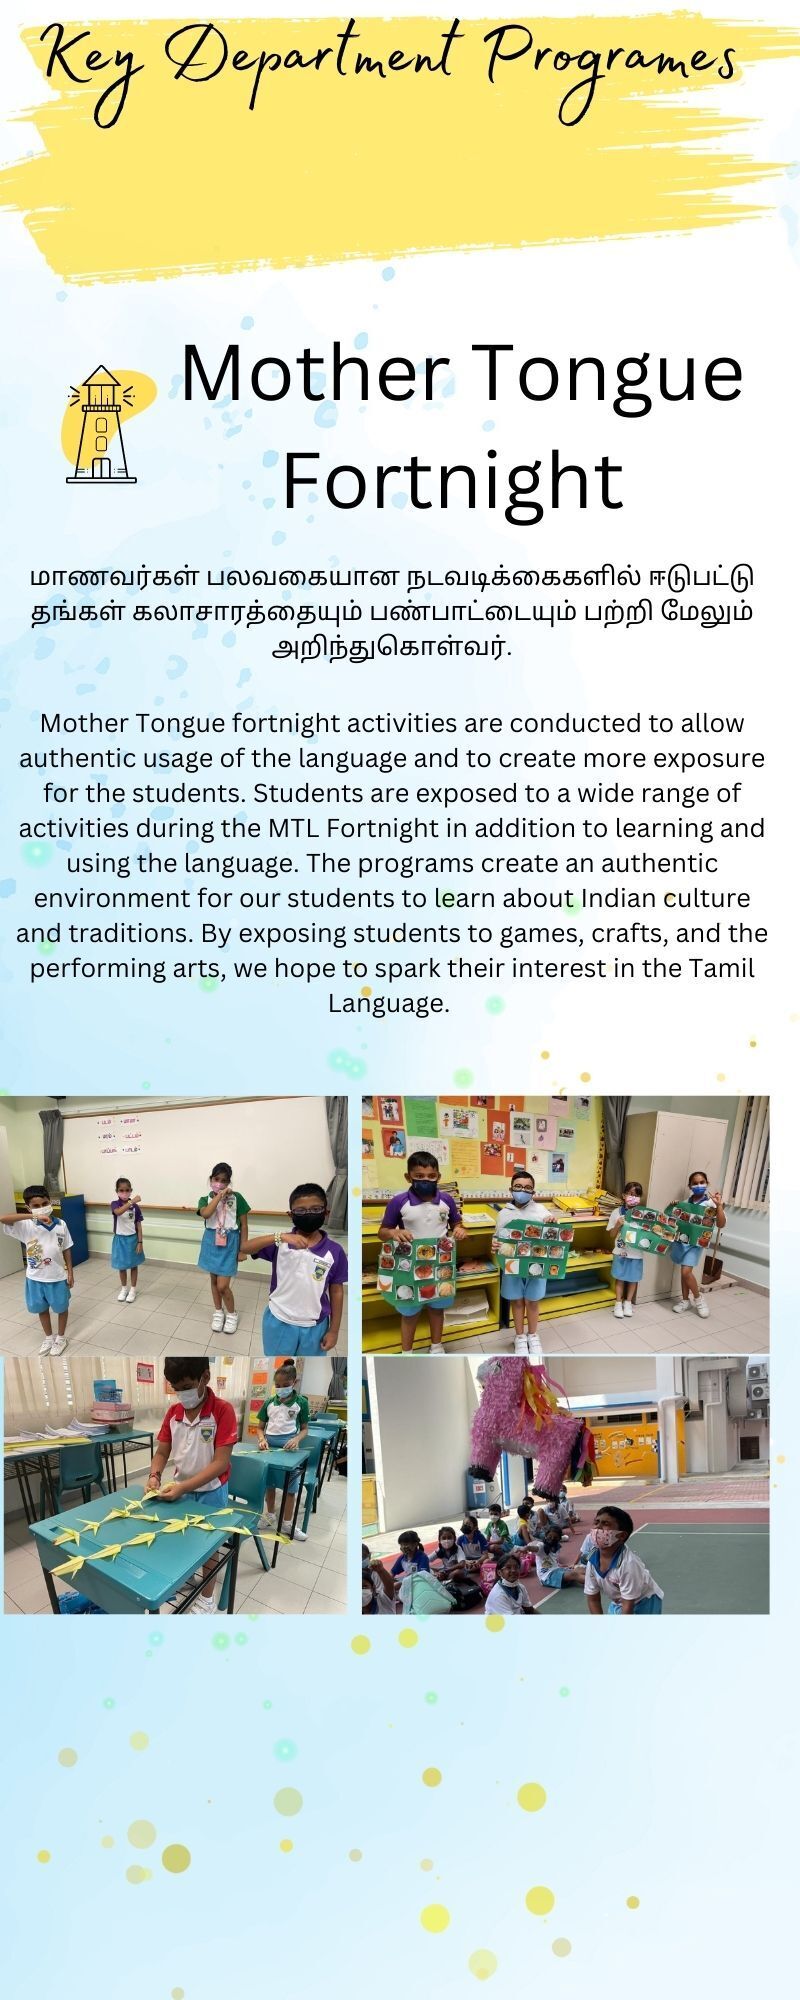 Key Department Programes
Mother Tongue
Fortnight
மாணவர்கள் பலவகையான நடவடிக்கைகளில் ஈடுபட்டு
தங்கள் கலாசாரத்தையும் பண்பாட்டையும் பற்றி மேலும்
அறிந்துகொள்வர்.
Mother Tongue fortnight activities are conducted to allow
authentic usage of the language and to create more exposure
for the students. Students are exposed to a wide range of
activities during the MTL Fortnight in addition to learning and
using the language. The programs create an authentic
environment for our students to learn about Indian culture
and traditions. By exposing students to games, crafts, and the
performing arts, we hope to spark their interest in the Tamil
Language.